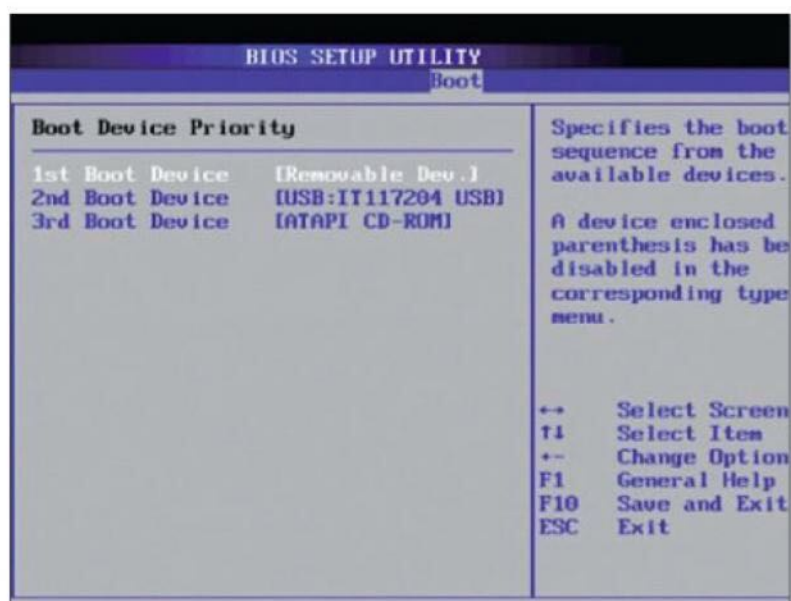 BIOS SETUP UTILITY
Boot
Boot Device Priority
1st Boot Device [Removable Dev.]
2nd Boot Device [USB:IT117204 USB]
3rd Boot Device [ATAPI CD-ROM]
Specifies the boot
sequence from the
available devices.
A device enclosed
parenthesis has be
disabled in the
corresponding type
menu.
←→ Select Screen
↑↓ Select Item
+- Change Option
F1 General Help
F10 Save and Exit
ESC Exit